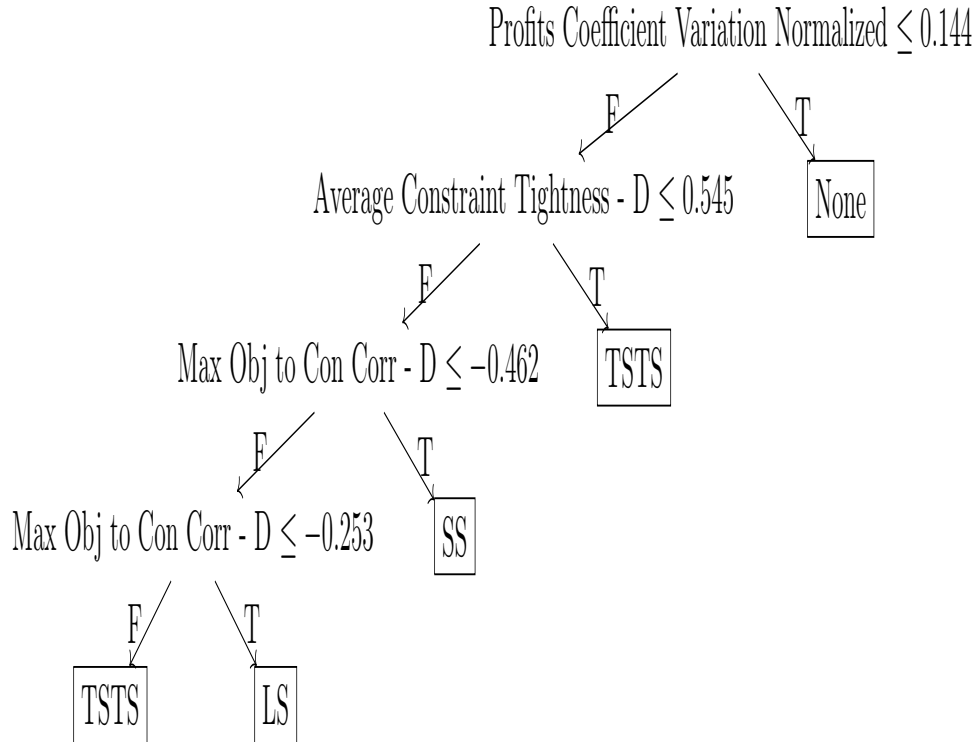 Profits Coefficient Variation Normalized ≤ 0.144
F
T
Average Constraint Tightness - D ≤ 0.545
None
F
T
Max Obj to Con Corr - D ≤ −0.462
TSTS
F
T
Max Obj to Con Corr - D ≤ −0.253
SS
F
T
TSTS
LS